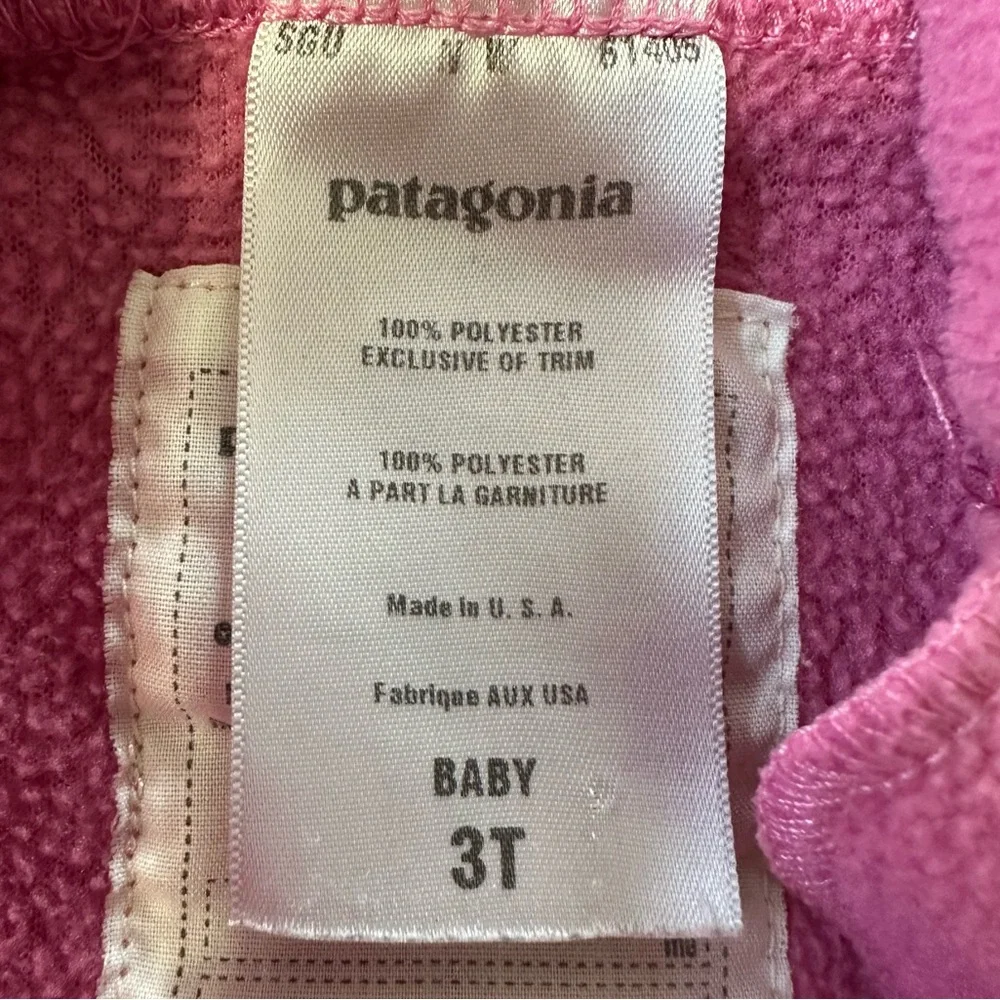 SGU
patagonia
100% POLYESTER
EXCLUSIVE OF TRIM
100% POLYESTER
A PART LA GARNITURE
Made in U. S. A.
Fabrique AUX USA
BABY
3T